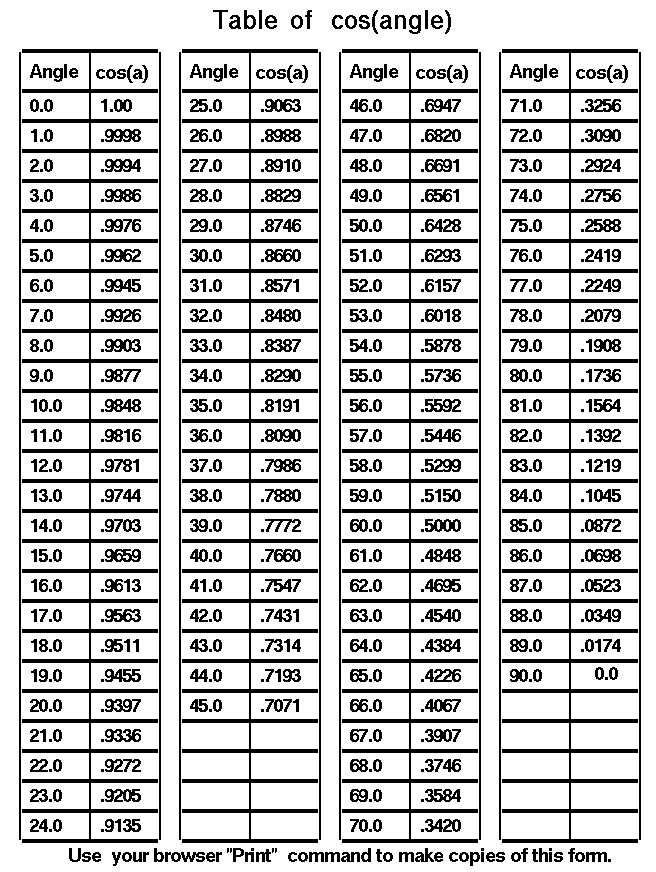 Table of cos(angle)
Angle cos(a) Angle cos(a) Angle cos(a) Angle cos(a)
0.0 1.00 25.0 .9063 46.0 .6947 71.0 .3256
1.0 .9998 26.0 .8988 47.0 .6820 72.0 .3090
2.0 .9994 27.0 .8910 48.0 .6691 73.0 .2924
3.0 .9986 28.0 .8829 49.0 .6561 74.0 .2756
4.0 .9976 29.0 .8746 50.0 .6428 75.0 .2588
5.0 .9962 30.0 .8660 51.0 .6293 76.0 .2419
6.0 .9945 31.0 .8571 52.0 .6157 77.0 .2249
7.0 .9926 32.0 .8480 53.0 .6018 78.0 .2079
8.0 .9903 33.0 .8387 54.0 .5878 79.0 .1908
9.0 .9877 34.0 .8290 55.0 .5736 80.0 .1736
10.0 .9848 35.0 .8191 56.0 .5592 81.0 .1564
11.0 .9816 36.0 .8090 57.0 .5446 82.0 .1392
12.0 .9781 37.0 .7986 58.0 .5299 83.0 .1219
13.0 .9744 38.0 .7880 59.0 .5150 84.0 .1045
14.0 .9703 39.0 .7772 60.0 .5000 85.0 .0872
15.0 .9659 40.0 .7660 61.0 .4848 86.0 .0698
16.0 .9613 41.0 .7547 62.0 .4695 87.0 .0523
17.0 .9563 42.0 .7431 63.0 .4540 88.0 .0349
18.0 .9511 43.0 .7314 64.0 .4384 89.0 .0174
19.0 .9455 44.0 .7193 65.0 .4226 90.0 0.0
20.0 .9397 45.0 .7071 66.0 .4067
21.0 .9336 67.0 .3907
22.0 .9272 68.0 .3746
23.0 .9205 69.0 .3584
24.0 .9135 70.0 .3420
Use your browser "Print" command to make copies of this form.